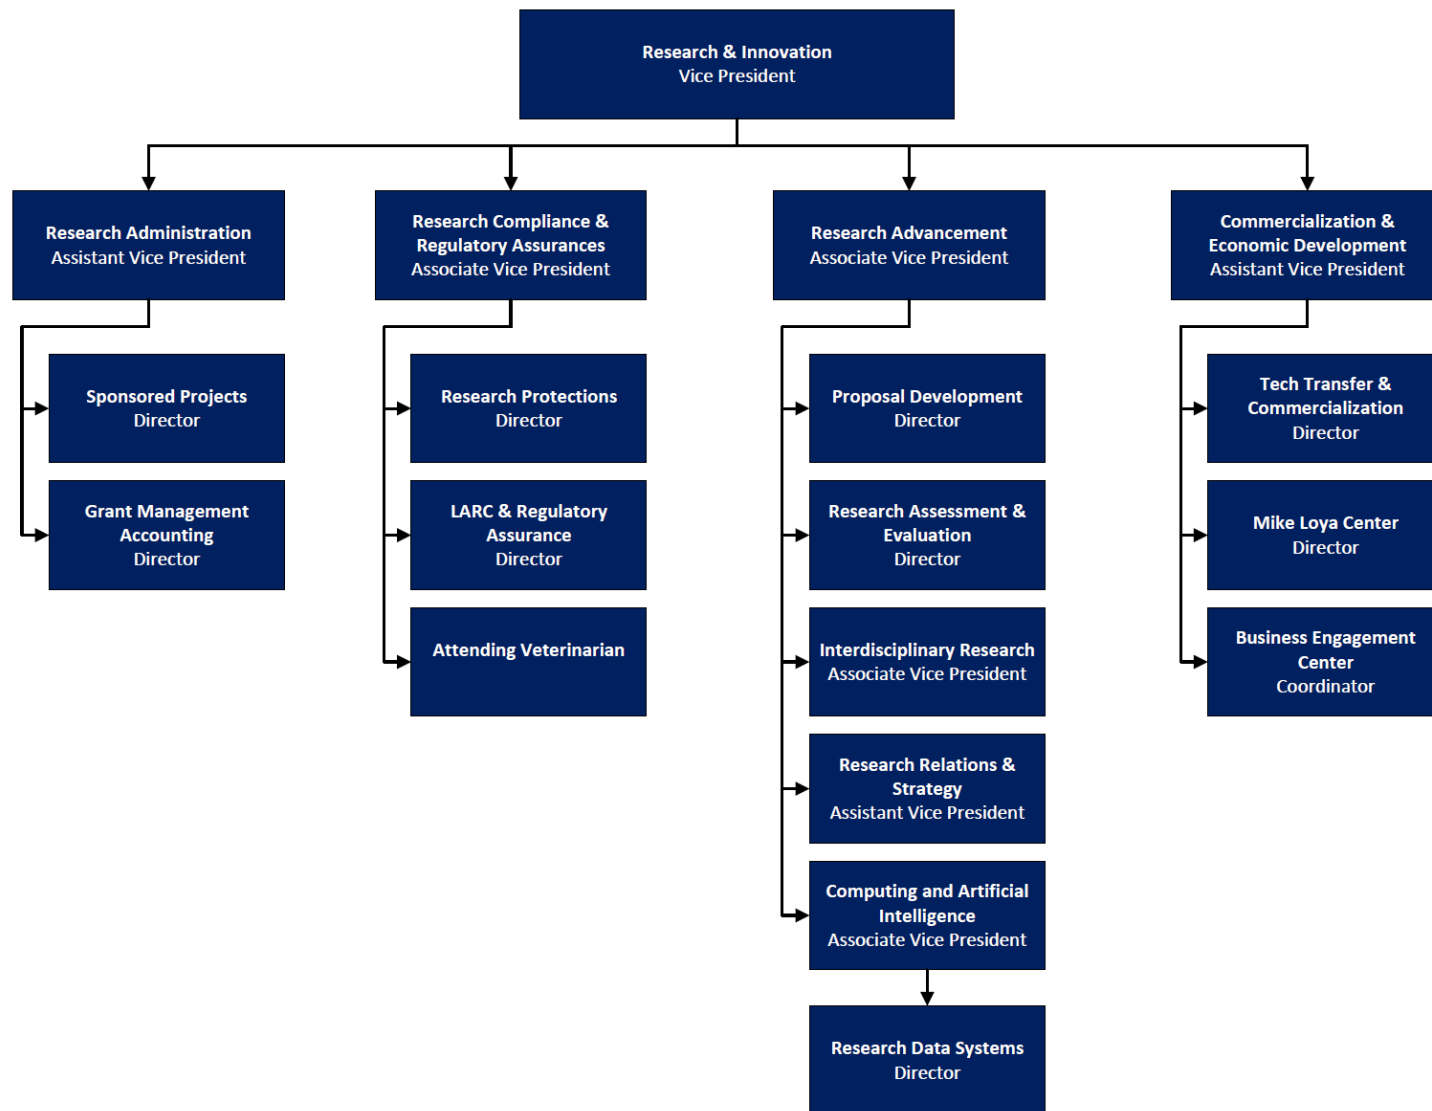 Research & Innovation
Vice President
Research Administration
Assistant Vice President
Research Compliance &
Regulatory Assurances
Associate Vice President
Research Advancement
Associate Vice President
Commercialization &
Economic Development
Assistant Vice President
Sponsored Projects
Director
Grant Management
Accounting
Director
Research Protections
Director
LARC & Regulatory
Assurance
Director
Attending Veterinarian
Proposal Development
Director
Research Assessment &
Evaluation
Director
Interdisciplinary Research
Associate Vice President
Research Relations &
Strategy
Assistant Vice President
Computing and Artificial
Intelligence
Associate Vice President
Research Data Systems
Director
Tech Transfer &
Commercialization
Director
Mike Loya Center
Director
Business Engagement
Center
Coordinator